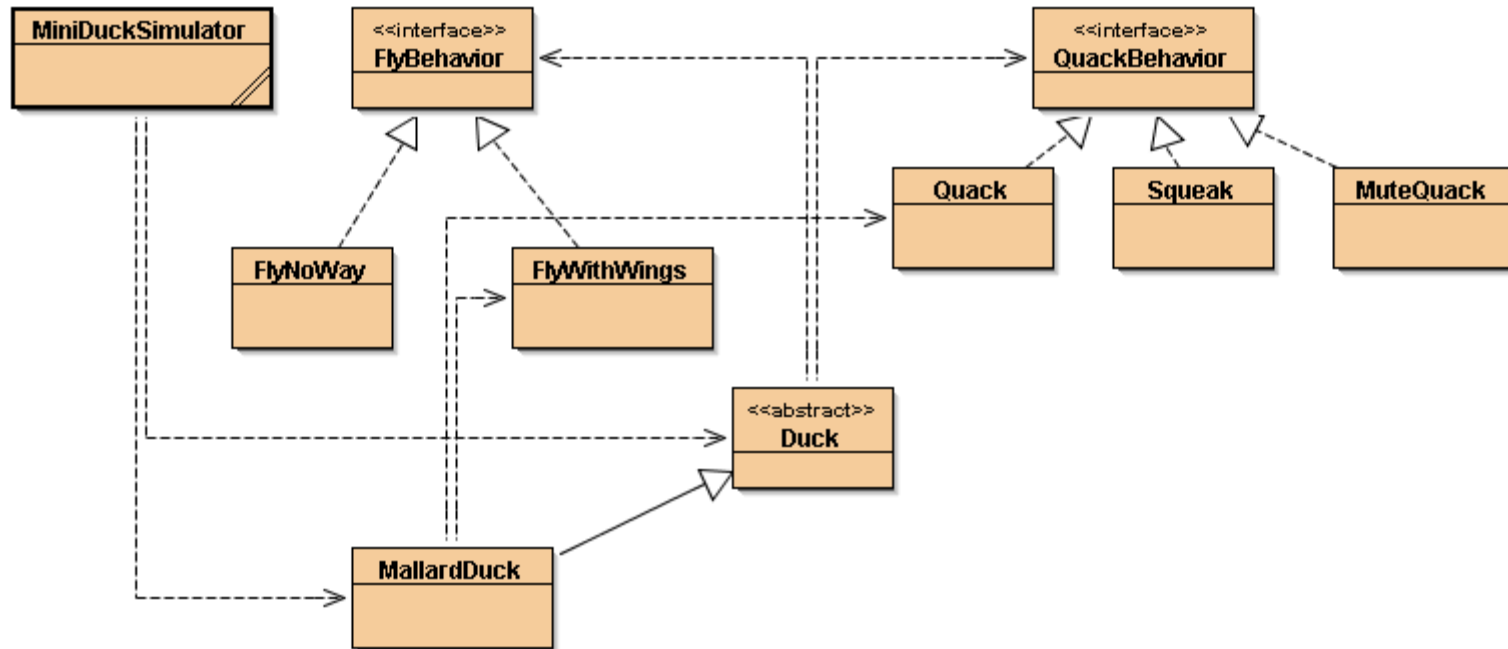 MiniDuckSimulator
<<interface>>
FlyBehavior
<<interface>>
QuackBehavior
Quack
Squeak
MuteQuack
FlyNoWay
FlyWithWings
<<abstract>>
Duck
MallardDuck